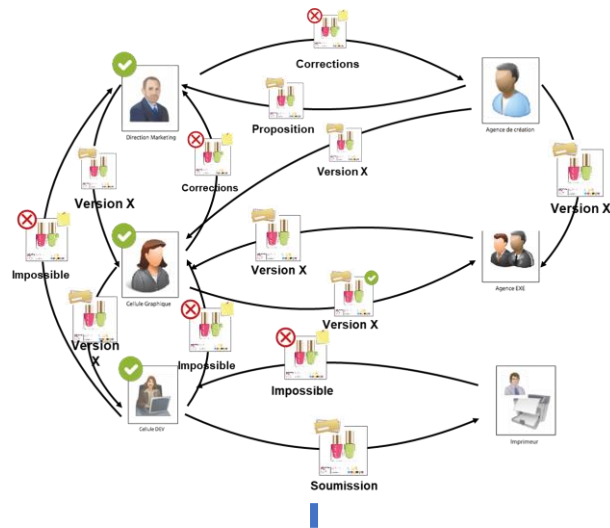 Corrections
Direction Marketing
Proposition
Agence de création
Corrections
Version X
Version X
Version X
Impossible
Version X
Cellule Graphique
Agence EXE
Version X
Version
X
Impossible
Impossible
Cellule DEV
Imprimeur
Soumission